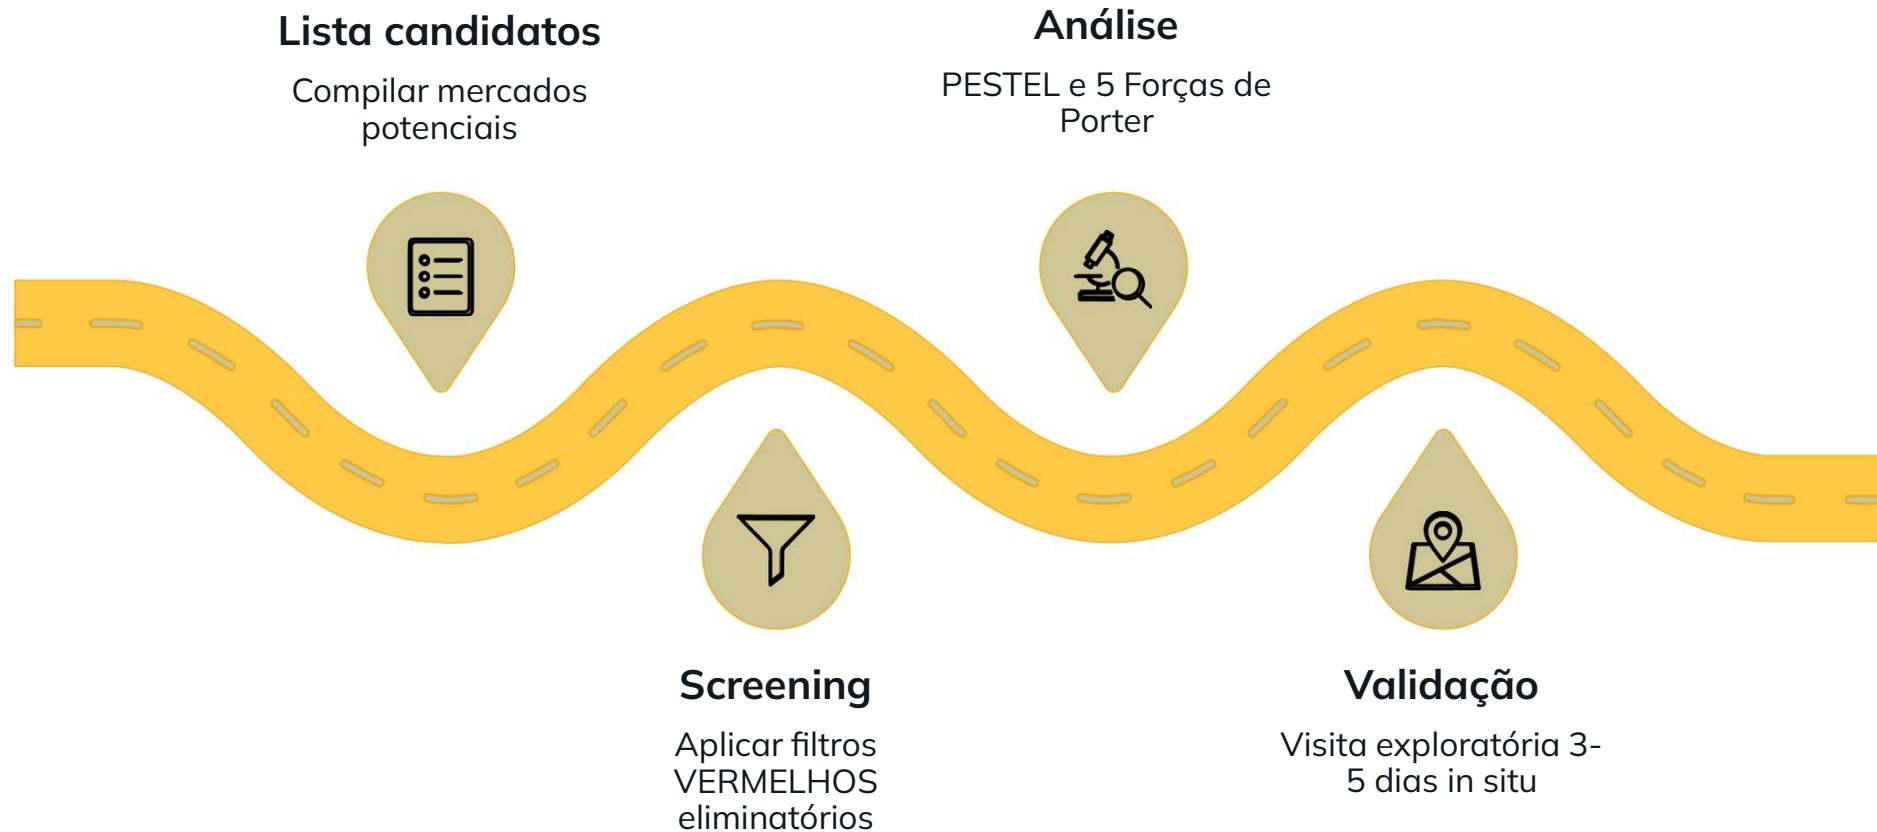 Lista candidatos
Compilar mercados
potenciais
Screening
Aplicar filtros
VERMELHOS
eliminatórios
Análise
PESTEL e 5 Forças de
Porter
Validação
Visita exploratória 3-
5 dias in situ